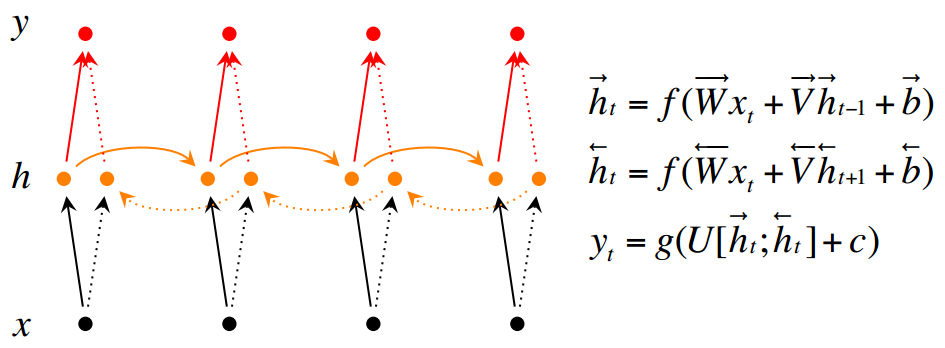 y
h
x
→h_t = f(→W x_t + →V →h_{t−1} + →b)
←h_t = f(←W x_t + ←V ←h_{t+1} + ←b)
y_t = g(U[→h_t; ←h_t] + c)